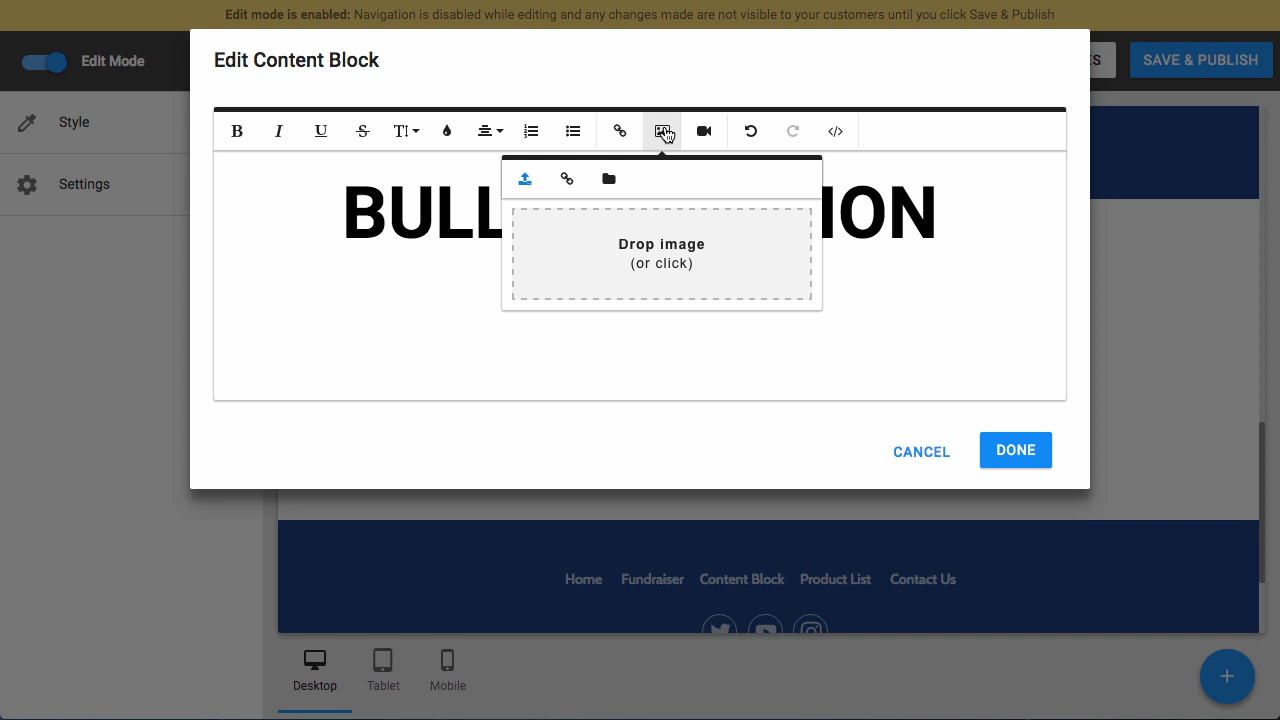 Edit mode is enabled: Navigation is disabled while editing and any changes made are not visible to your customers until you click Save & Publish
Edit Mode
Edit Content Block
SAVE & PUBLISH
Style
Settings
B I U S T
Drop image
(or click)
CANCEL
DONE
Home Fundraiser Content Block Product List Contact Us
Desktop Tablet Mobile